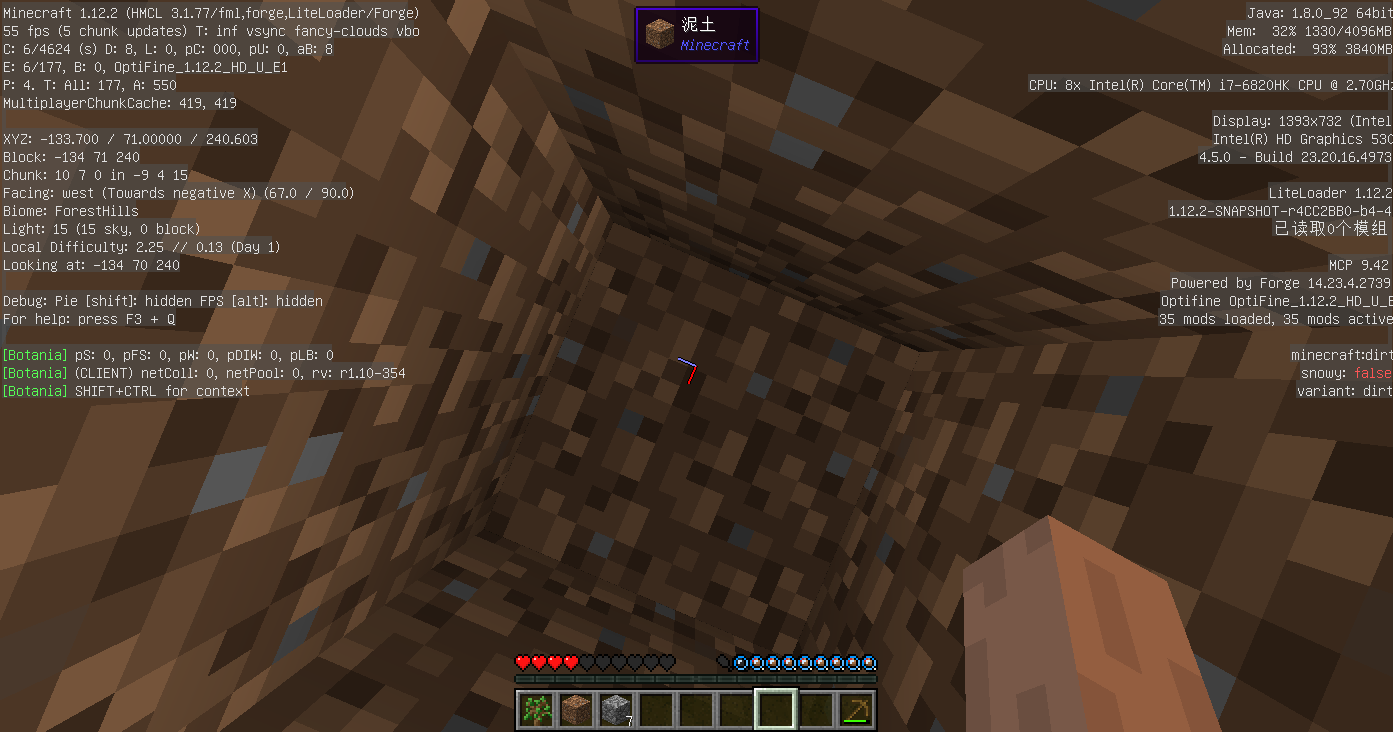 Minecraft 1.12.2 (HMCL 3.1.77/fml,forge,LiteLoader/Forge)
55 fps (5 chunk updates) T: inf vsync fancy-clouds vbo
C: 6/4624 (s) D: 8, L: 0, pC: 000, pU: 0, aB: 8
E: 6/177, B: 0, OptiFine_1.12.2_HD_U_E1
P: 4. T: All: 177, A: 550
MultiplayerChunkCache: 419, 419
XYZ: -133.700 / 71.00000 / 240.603
Block: -134 71 240
Chunk: 10 7 0 in -9 4 15
Facing: west (Towards negative X) (67.0 / 90.0)
Biome: ForestHills
Light: 15 (15 sky, 0 block)
Local Difficulty: 2.25 // 0.13 (Day 1)
Looking at: -134 70 240
Debug: Pie [shift]: hidden FPS [alt]: hidden
For help: press F3 + Q
[Botania] pS: 0, pFS: 0, pW: 0, pDIW: 0, pLB: 0
[Botania] (CLIENT) netColl: 0, netPool: 0, rv: r1.10-354
[Botania] SHIFT+CTRL for context
泥土
Minecraft
Java: 1.8.0_92 64bit
Mem: 32% 1330/4096MB
Allocated: 93% 3840MB
CPU: 8x Intel(R) Core(TM) i7-6820HK CPU @ 2.70GHz
Display: 1393x732 (Intel
Intel(R) HD Graphics 530
4.5.0 - Build 23.20.16.4973
LiteLoader 1.12.2
1.12.2-SNAPSHOT-r4CC2BB0-b4-4
已读取0个模组
MCP 9.42
Powered by Forge 14.23.4.2739
Optifine OptiFine_1.12.2_HD_U_E
35 mods loaded, 35 mods active
minecraft:dirt
snowy: false
variant: dirt
7